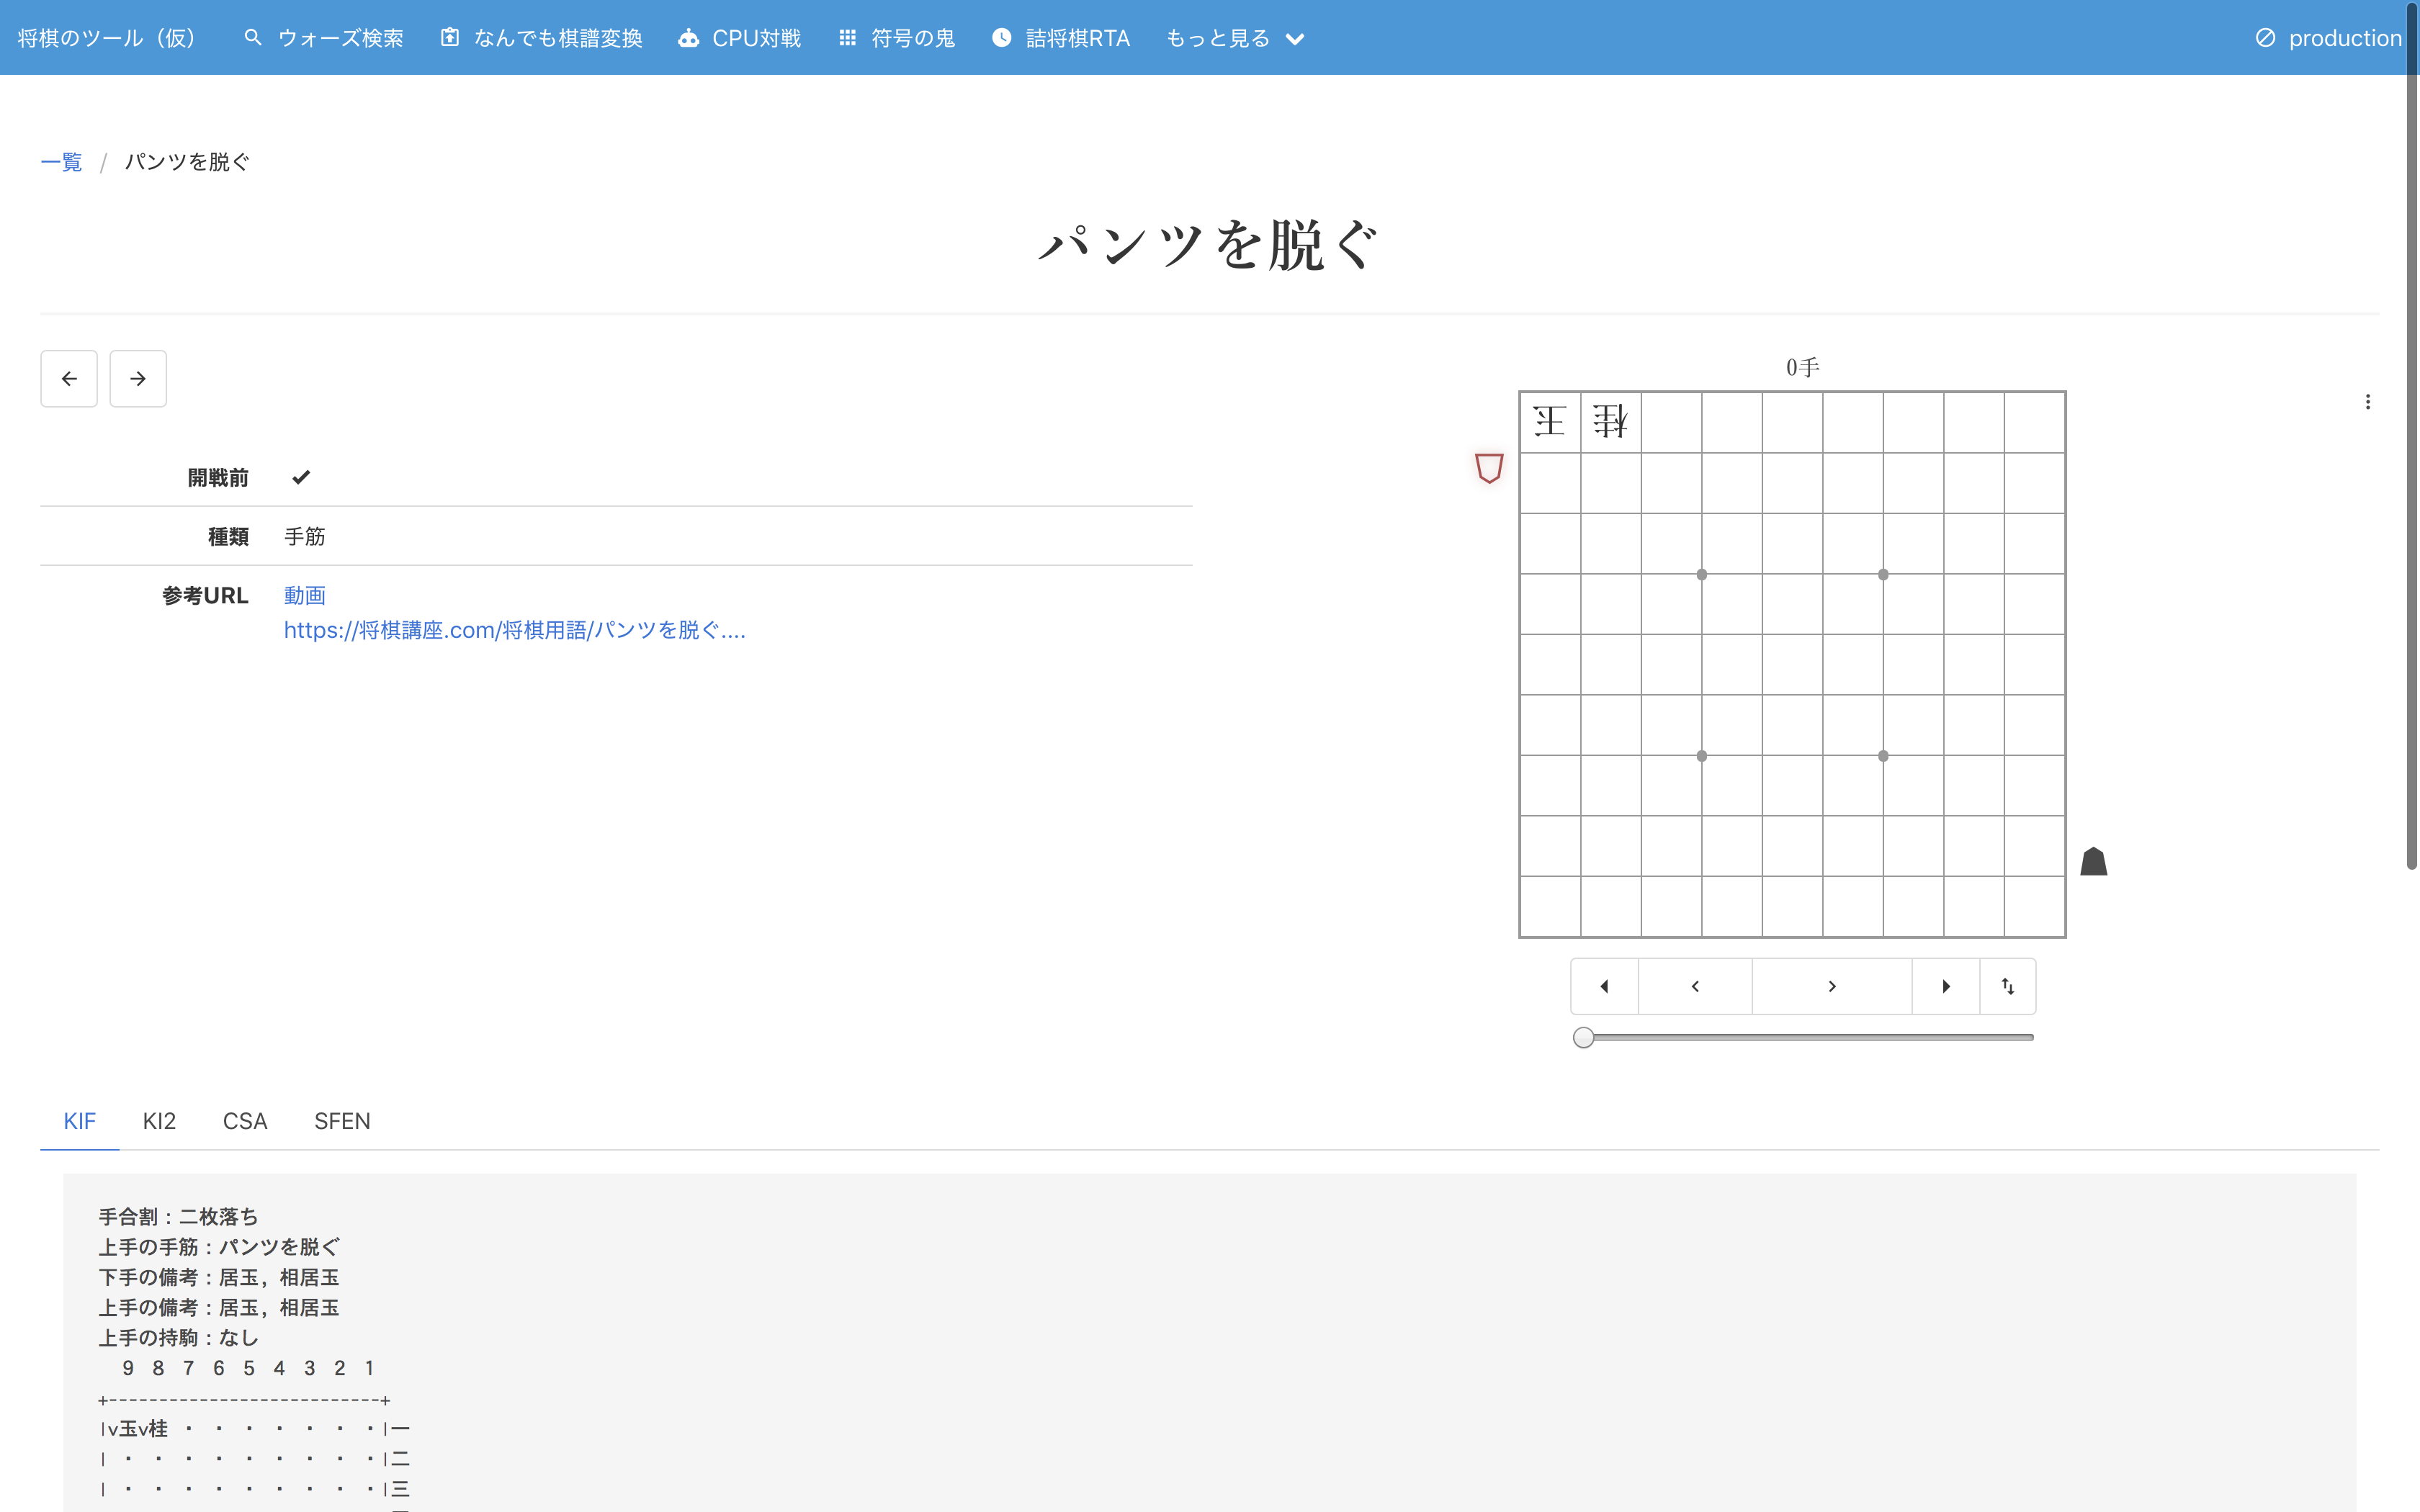 将棋のツール（仮） ウォーズ検索 なんでも棋譜変換 CPU対戦 符号の鬼 詰将棋RTA もっと見る production
一覧 / パンツを脱ぐ
パンツを脱ぐ
開戦前
種類 手筋
参考URL 動画
https://将棋講座.com/将棋用語/パンツを脱ぐ....
0手
玉 桂
KIF KI2 CSA SFEN
手合割：二枚落ち
上手の手筋：パンツを脱ぐ
下手の備考：居玉, 相居玉
上手の備考：居玉, 相居玉
上手の持駒：なし
9 8 7 6 5 4 3 2 1
+---------------------------+
|v玉v桂 ・ ・ ・ ・ ・ ・ ・|一
| ・ ・ ・ ・ ・ ・ ・ ・ ・|二
| ・ ・ ・ ・ ・ ・ ・ ・ ・|三